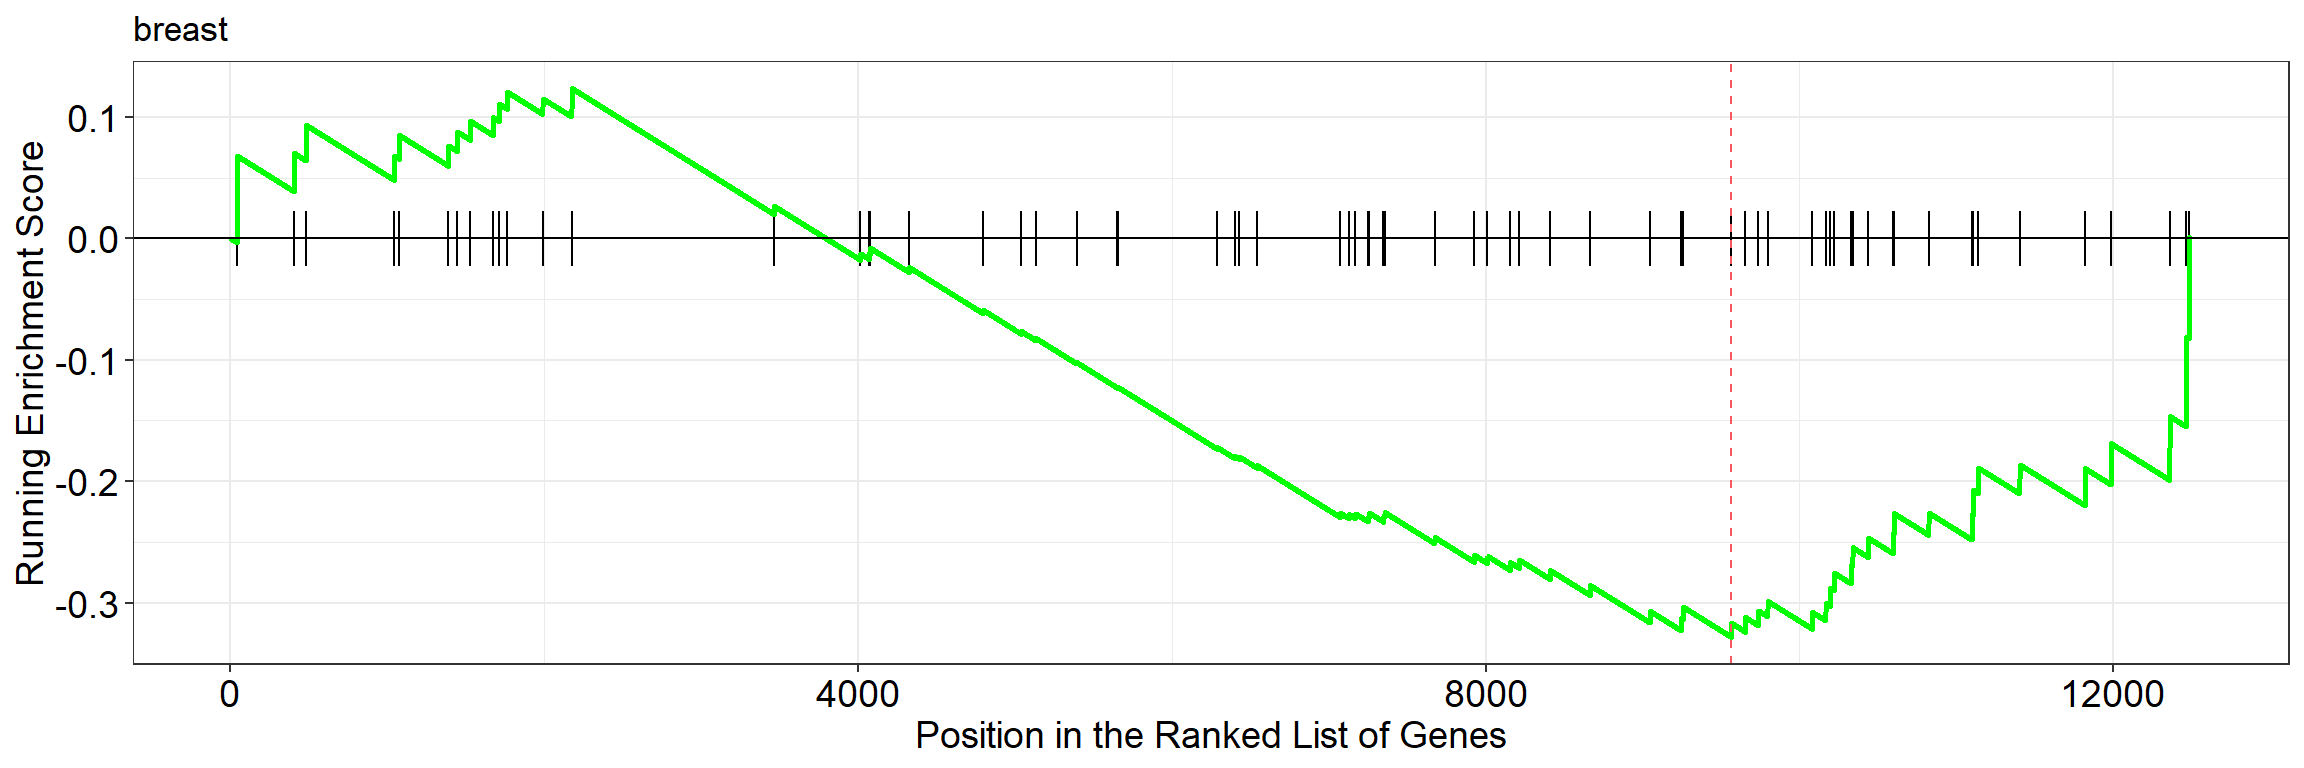 breast
Running Enrichment Score
0.1
0.0
-0.1
-0.2
-0.3
0 4000 8000 12000
Position in the Ranked List of Genes